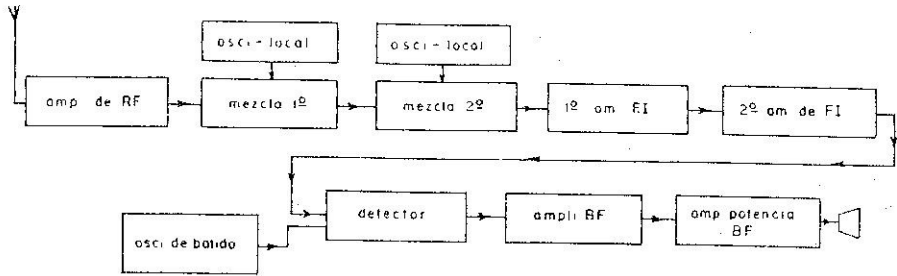 osci-local
osci-local
amp. de RF
mezcla 1º
mezcla 2º
1º am F.I
2º am de FI
detector
ampli BF
amp potencia
BF
osci de batido